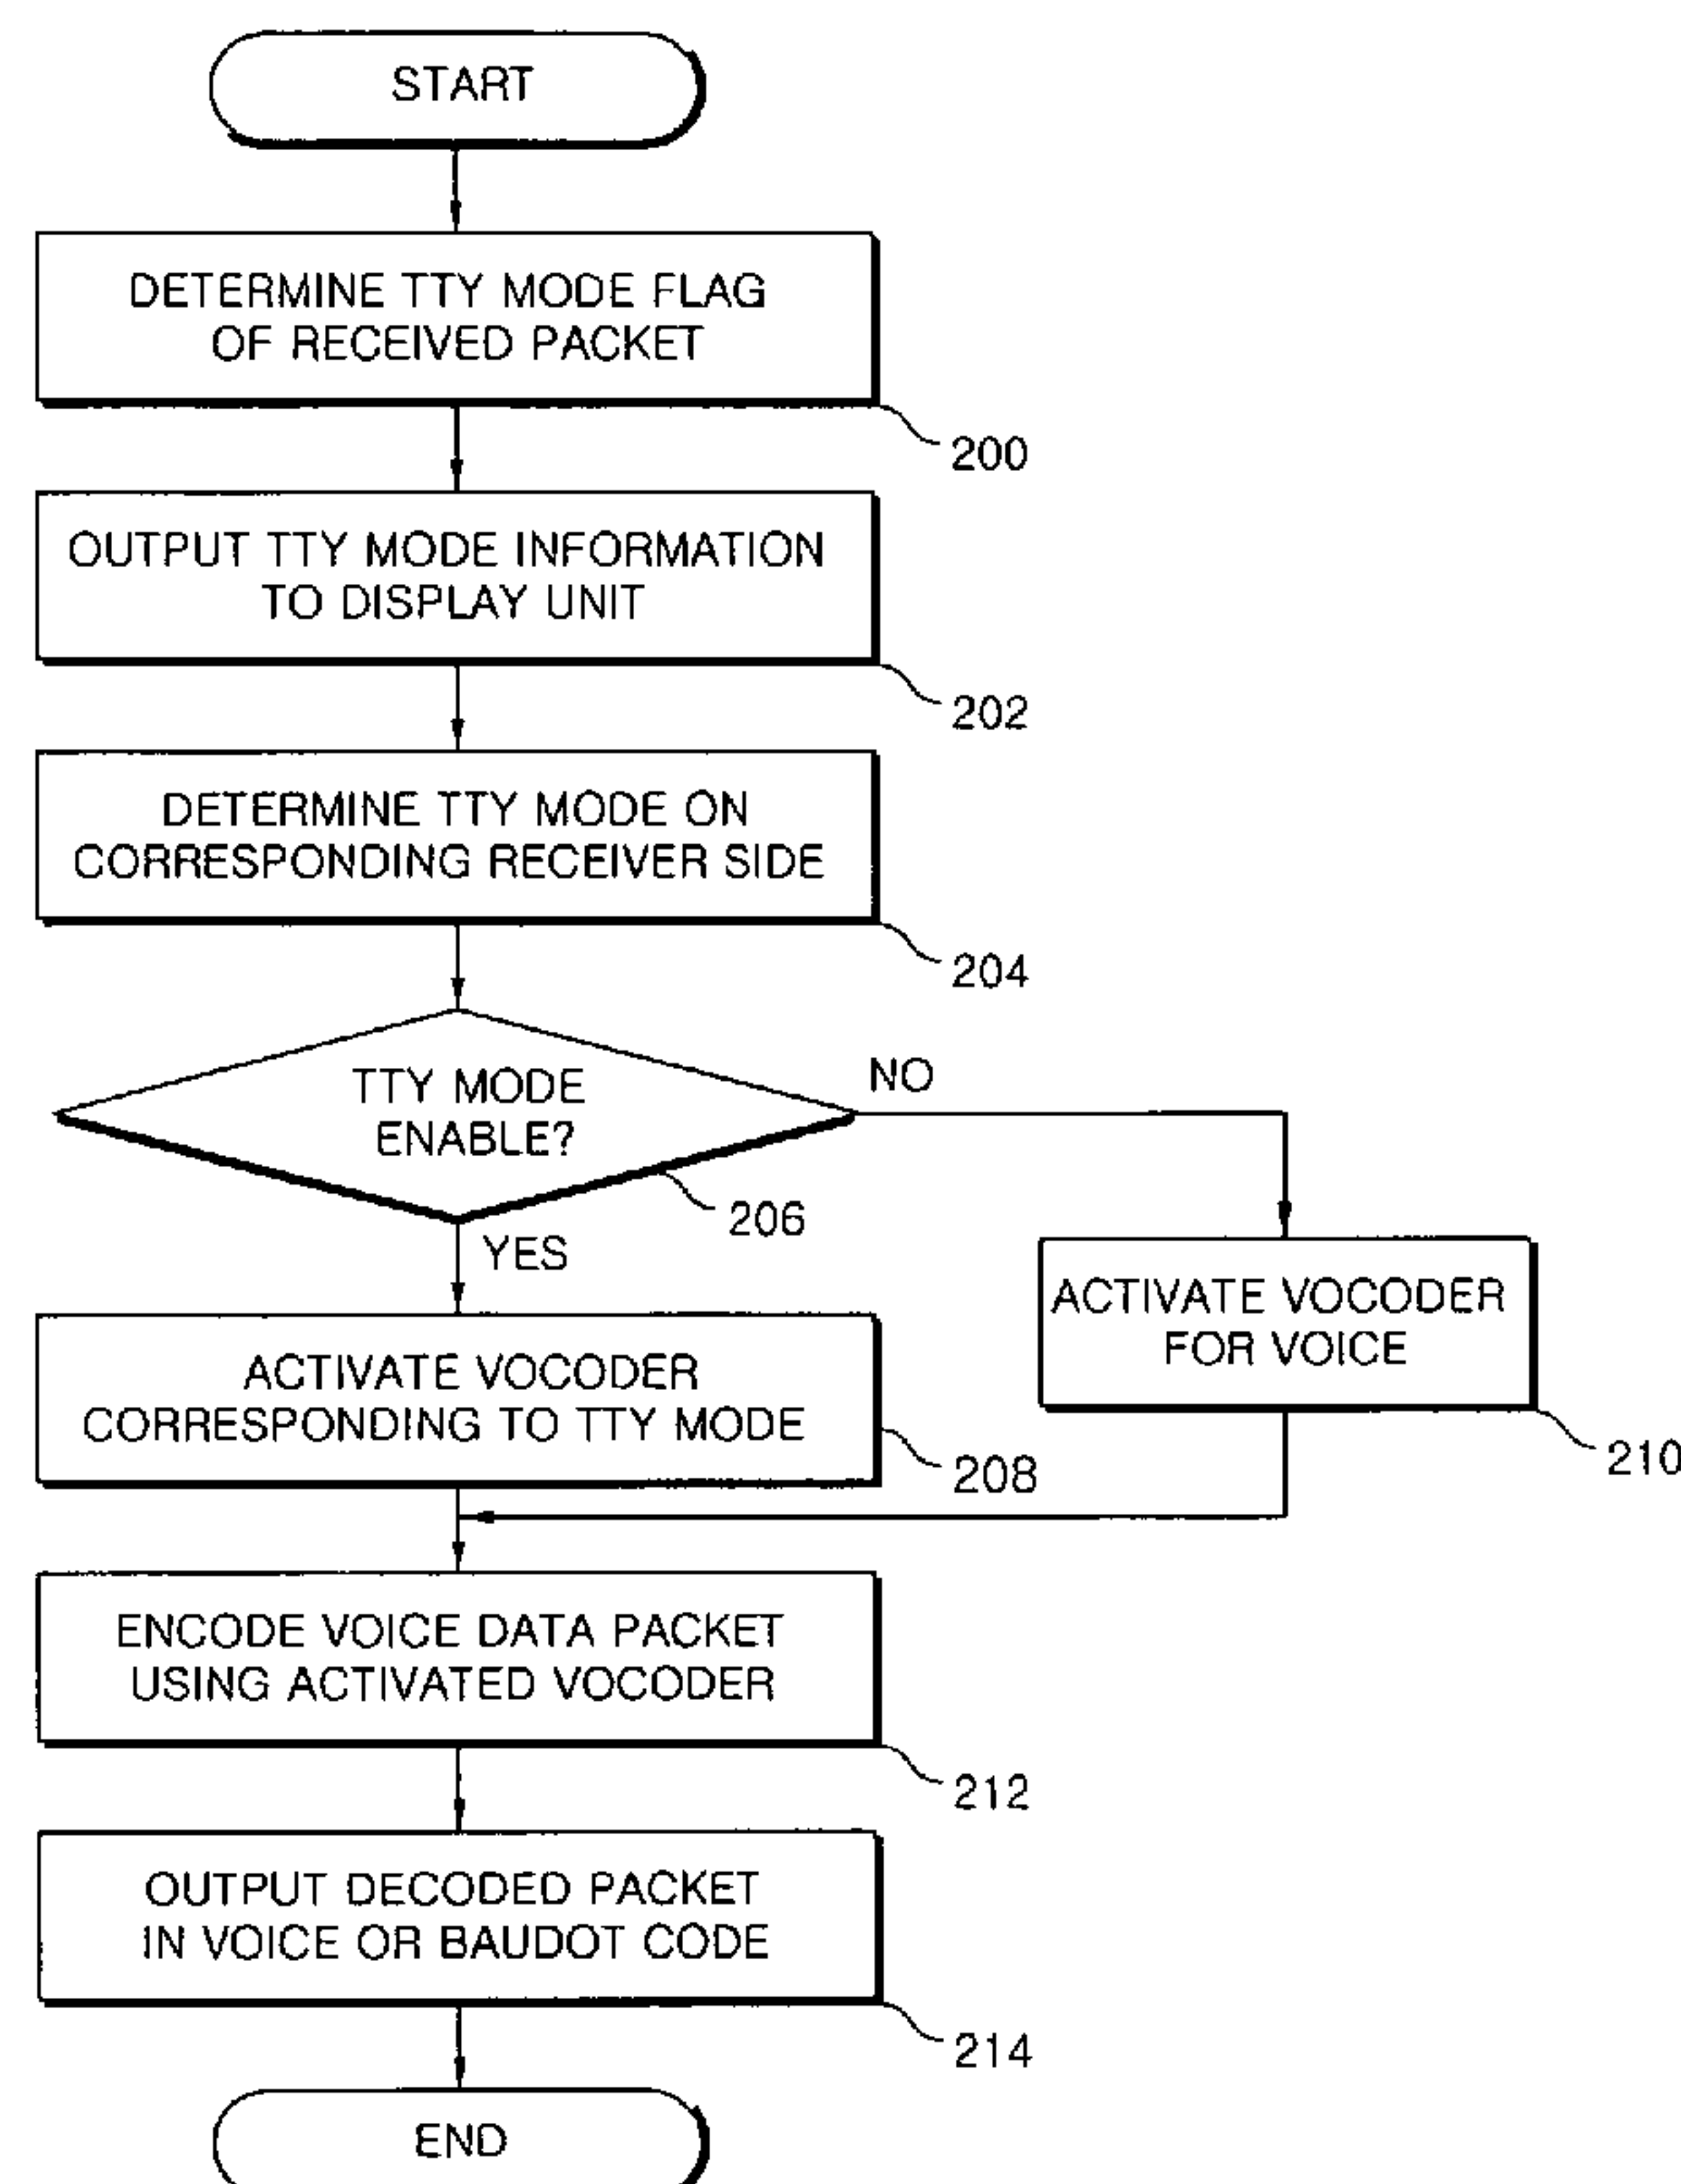 START
DETERMINE TTY MODE FLAG
OF RECEIVED PACKET
200
OUTPUT TTY MODE INFORMATION
TO DISPLAY UNIT
202
DETERMINE TTY MODE ON
CORRESPONDING RECEIVER SIDE
204
TTY MODE
ENABLE?
NO
206
YES
ACTIVATE VOCODER
FOR VOICE
210
ACTIVATE VOCODER
CORRESPONDING TO TTY MODE
208
ENCODE VOICE DATA PACKET
USING ACTIVATED VOCODER
212
OUTPUT DECODED PACKET
IN VOICE OR BAUDOT CODE
214
END